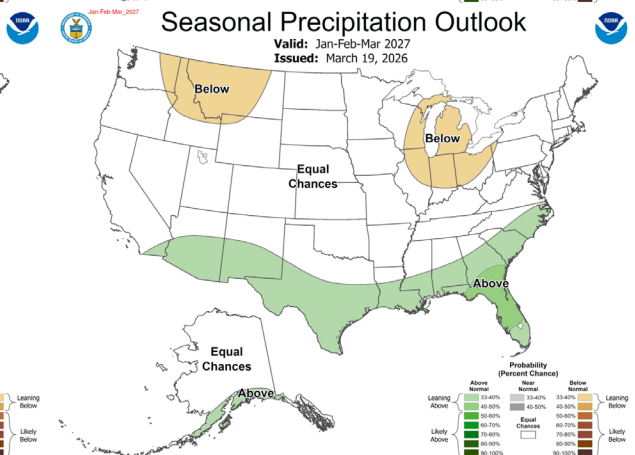 Jan-Feb-Mar_2027
Seasonal Precipitation Outlook
Valid: Jan-Feb-Mar 2027
Issued: March 19, 2026
NOAA
NOAA
Below
Below
Equal
Chances
Above
Equal
Chances
Above
Probability
(Percent Chance)
Above
Normal
Near
Normal
Below
Normal
Leaning
Above
33-40%
40-50%
33-40%
40-50%
33-40%
40-50%
Leaning
Below
Likely
Above
50-60%
60-70%
70-80%
80-90%
90-100%
Equal
Chances
50-60%
60-70%
70-80%
80-90%
90-100%
Likely
Below
Leaning
Below
Likely
Below